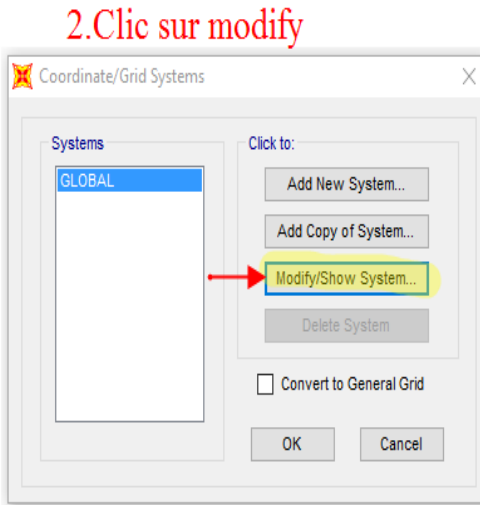 2.Clic sur modify
Coordinate/Grid Systems
Systems
GLOBAL
Click to:
Add New System...
Add Copy of System...
Modify/Show System...
Delete System
Convert to General Grid
OK
Cancel